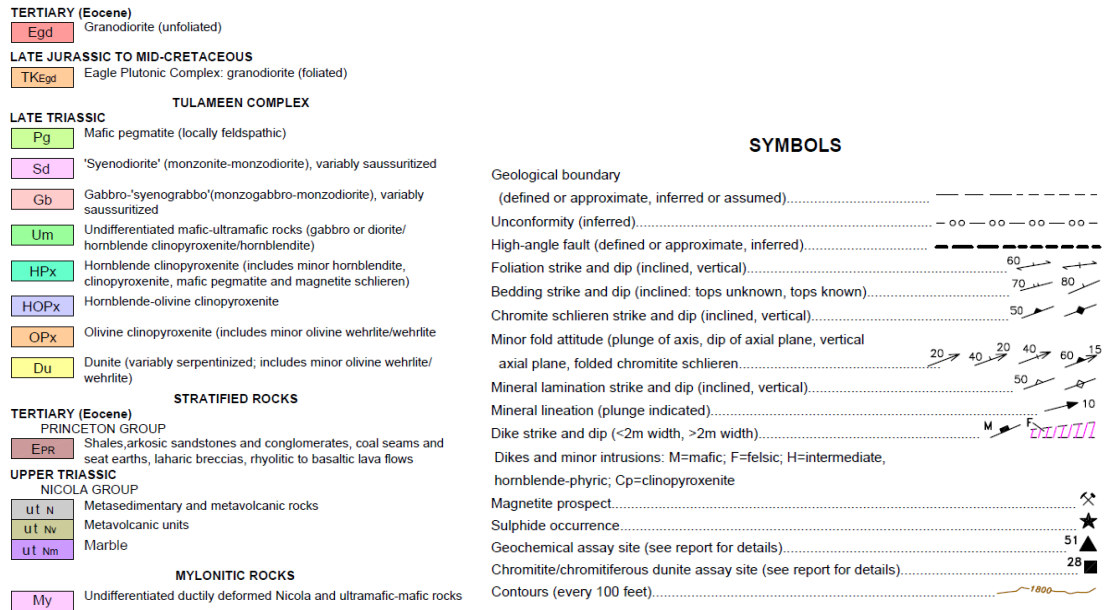 TERTIARY (Eocene)
Egd
Granodiorite (unfoliated)
LATE JURASSIC TO MID-CRETACEOUS
TKEgd
Eagle Plutonic Complex: granodiorite (foliated)
TULAMEEN COMPLEX
LATE TRIASSIC
Pg
Mafic pegmatite (locally feldspathic)
Sd
'Syenodiorite' (monzonite-monzodiorite), variably saussuritized
Gb
Gabbro-'syenograbbo'(monzogabbro-monzodiorite), variably
saussuritized
Um
Undifferentiated mafic-ultramafic rocks (gabbro or diorite/
hornblende clinopyroxenite/hornblendite)
HPx
Hornblende clinopyroxenite (includes minor hornblendite,
clinopyroxenite, mafic pegmatite and magnetite schlieren)
HOPx
Hornblende-olivine clinopyroxenite
OPx
Olivine clinopyroxenite (includes minor olivine wehrlite/wehrlite
Du
Dunite (variably serpentinized; includes minor olivine wehrlite/
wehrlite)
STRATIFIED ROCKS
TERTIARY (Eocene)
PRINCETON GROUP
EPR
Shales,arkosic sandstones and conglomerates, coal seams and
seat earths, laharic breccias, rhyolitic to basaltic lava flows
UPPER TRIASSIC
NICOLA GROUP
ut N
Metasedimentary and metavolcanic rocks
ut Nv
Metavolcanic units
ut Nm
Marble
MYLONITIC ROCKS
My
Undifferentiated ductily deformed Nicola and ultramafic-mafic rocks
SYMBOLS
Geological boundary
(defined or approximate, inferred or assumed)
Unconformity (inferred)
High-angle fault (defined or approximate, inferred)
Foliation strike and dip (inclined, vertical)
60
Bedding strike and dip (inclined: tops unknown, tops known)
70 80
Chromite schlieren strike and dip (inclined, vertical)
50
Minor fold attitude (plunge of axis, dip of axial plane, vertical
axial plane, folded chromitite schlieren
20 40 20 40 60 15
Mineral lamination strike and dip (inclined, vertical)
50
Mineral lineation (plunge indicated)
10
Dike strike and dip (<2m width, >2m width)
M F
Dikes and minor intrusions: M=mafic; F=felsic; H=intermediate,
hornblende-phyric; Cp=clinopyroxenite
Magnetite prospect
Sulphide occurrence
Geochemical assay site (see report for details)
51
Chromitite/chromitiferous dunite assay site (see report for details)
28
Contours (every 100 feet)
1800